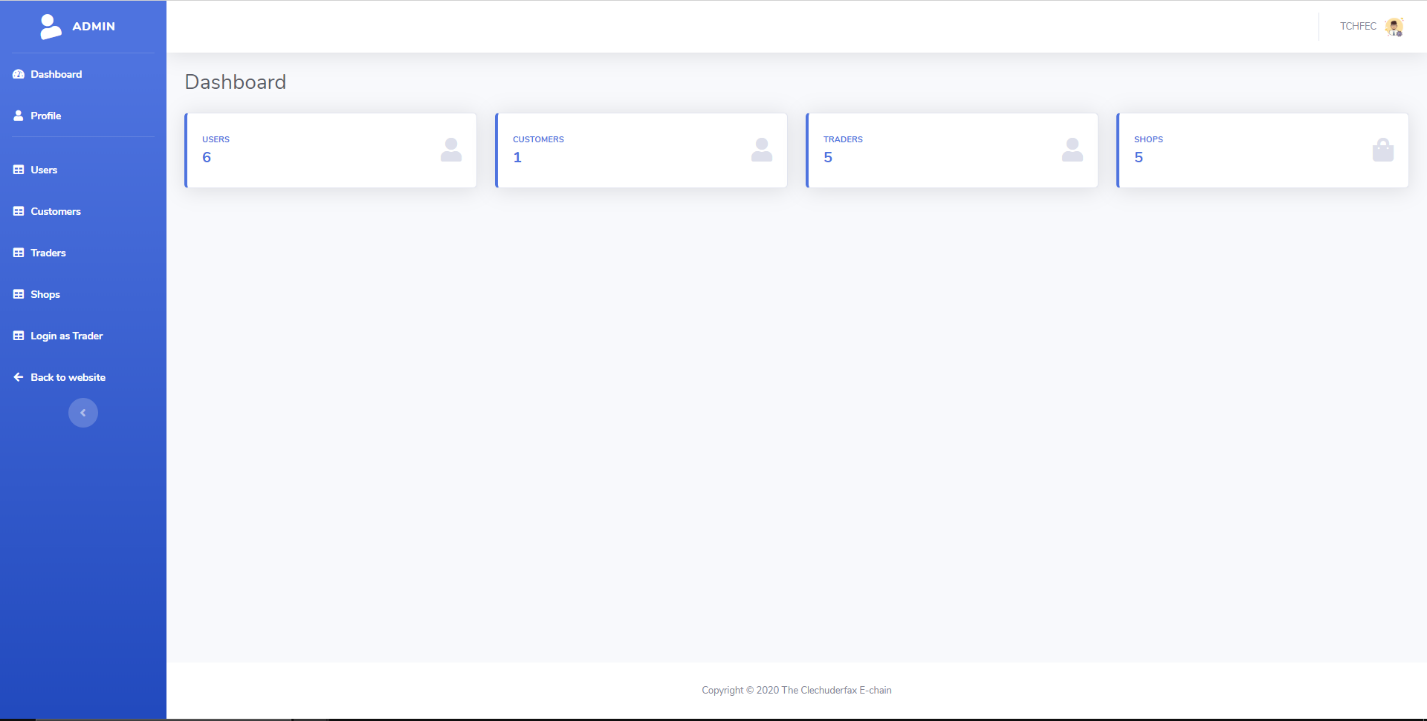 ADMIN
TCHFEC
Dashboard
Profile
Users
Customers
Traders
Shops
Login as Trader
Back to website
Dashboard
USERS
6
CUSTOMERS
1
TRADERS
5
SHOPS
5
Copyright © 2020 The Clechuderfax E-chain